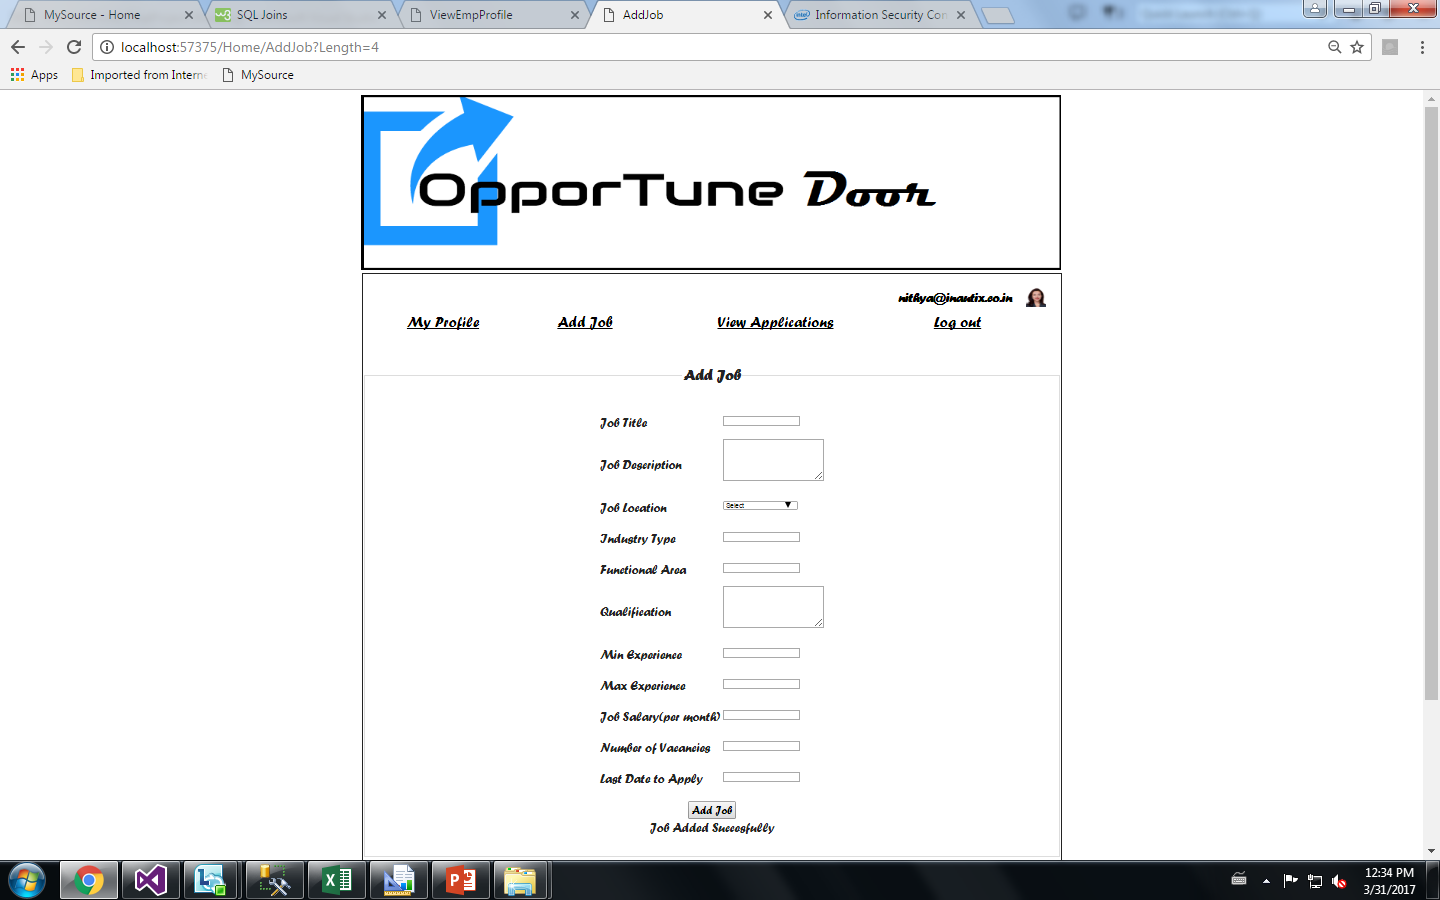 MySource - Home
SQL Joins
ViewEmpProfile
AddJob
Information Security Con
localhost:57375/Home/AddJob?Length=4
Apps
Imported from Intern
MySource
OpporTune Door
nithya@inautix.co.in
My Profile Add Job View Applications Log out
Add Job
Job Title
Job Description
Job Location Select
Industry Type
Functional Area
Qualification
Min Experience
Max Experience
Job Salary(per month)
Number of Vacancies
Last Date to Apply
Add Job
Job Added Succesfully
12:34 PM
3/31/2017